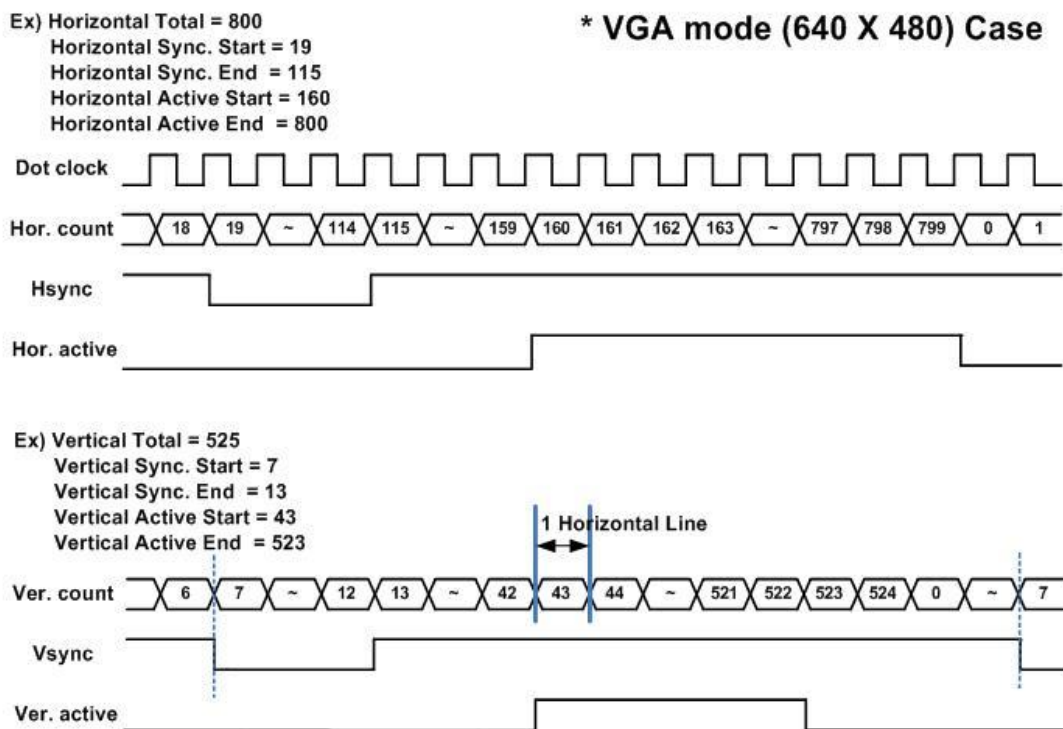 Ex) Horizontal Total = 800
* VGA mode (640 X 480) Case
Horizontal Sync. Start = 19
Horizontal Sync. End = 115
Horizontal Active Start = 160
Horizontal Active End = 800
Dot clock
Hor. count 18 19 ~ 114 115 ~ 159 160 161 162 163 ~ 797 798 799 0 1
Hsync
Hor. active
Ex) Vertical Total = 525
Vertical Sync. Start = 7
Vertical Sync. End = 13
Vertical Active Start = 43
Vertical Active End = 523
1 Horizontal Line
Ver. count 6 7 ~ 12 13 ~ 42 43 44 ~ 521 522 523 524 0 ~ 7
Vsync
Ver. active